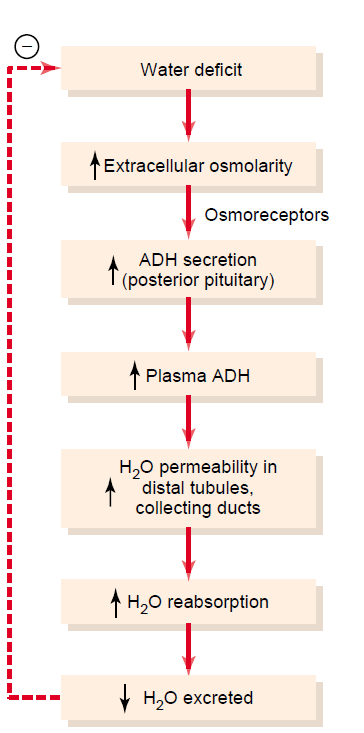 −
Water deficit
↑ Extracellular osmolarity
Osmoreceptors
↑ ADH secretion
(posterior pituitary)
↑ Plasma ADH
↑ H₂O permeability in
distal tubules,
collecting ducts
↑ H₂O reabsorption
↓ H₂O excreted